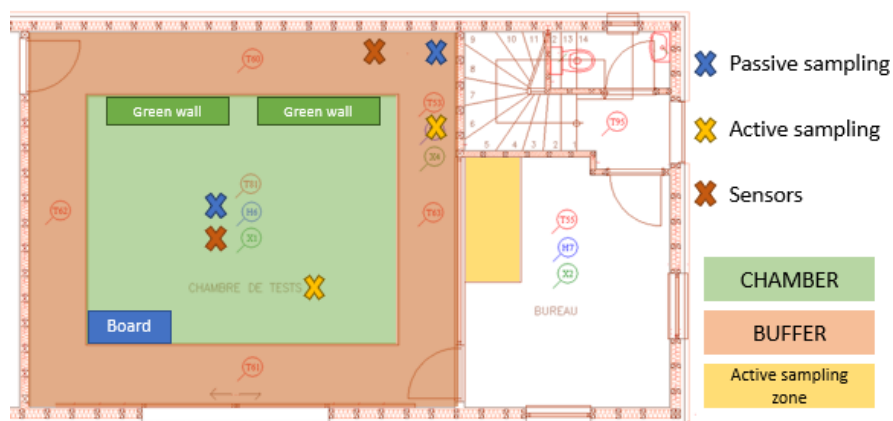 9 10 11 12 13 14
8
7
6
5 4 3 2 1
T60
T53
X4
T95
Passive sampling
Active sampling
Sensors
Green wall
Green wall
T62
T63
H6
X1
T55
H7
X2
CHAMBRE DE TESTS
BUREAU
Board
T61
CHAMBER
BUFFER
Active sampling
zone